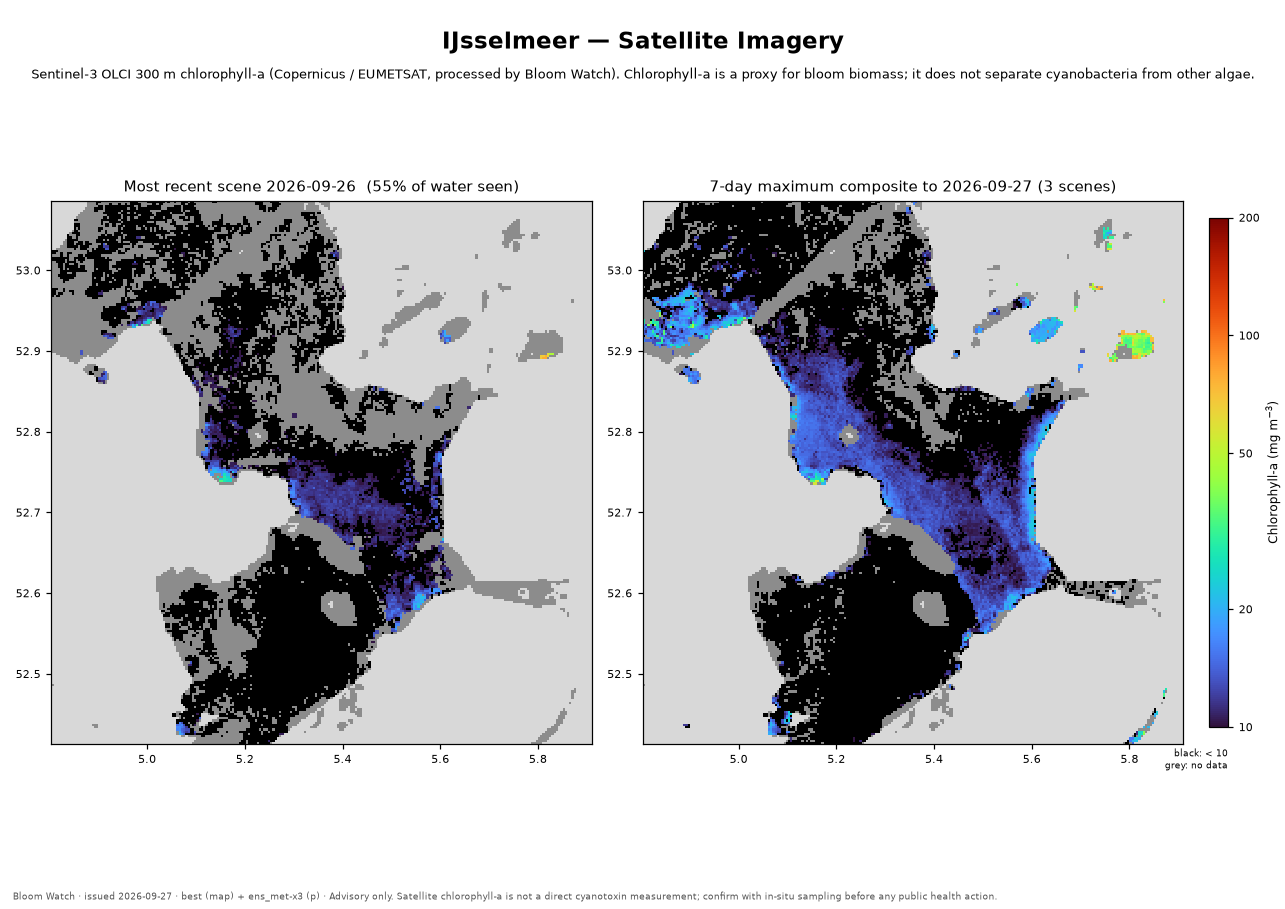 IJsselmeer — Satellite Imagery
Sentinel-3 OLCI 300 m chlorophyll-a (Copernicus / EUMETSAT, processed by Bloom Watch). Chlorophyll-a is a proxy for bloom biomass; it does not separate cyanobacteria from other algae.
Most recent scene 2026-09-26 (55% of water seen)
7-day maximum composite to 2026-09-27 (3 scenes)
53.0
52.9
52.8
52.7
52.6
52.5
5.0 5.2 5.4 5.6 5.8
53.0
52.9
52.8
52.7
52.6
52.5
5.0 5.2 5.4 5.6 5.8
200
100
50
20
10
Chlorophyll-a (mg m⁻³)
black: < 10
grey: no data
Bloom Watch · issued 2026-09-27 · best (map) + ens_met-x3 (p) · Advisory only. Satellite chlorophyll-a is not a direct cyanotoxin measurement; confirm with in-situ sampling before any public health action.